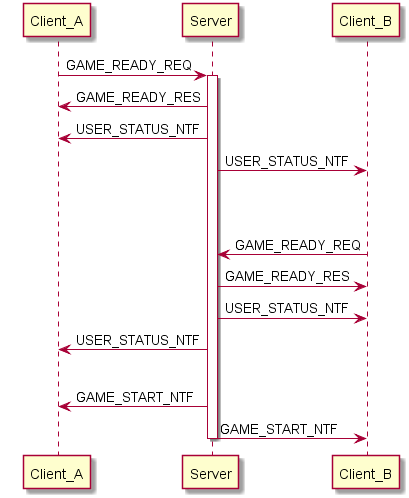 Client_A Server Client_B
GAME_READY_REQ
GAME_READY_RES
USER_STATUS_NTF
USER_STATUS_NTF
GAME_READY_REQ
GAME_READY_RES
USER_STATUS_NTF
USER_STATUS_NTF
GAME_START_NTF
GAME_START_NTF
Client_A Server Client_B